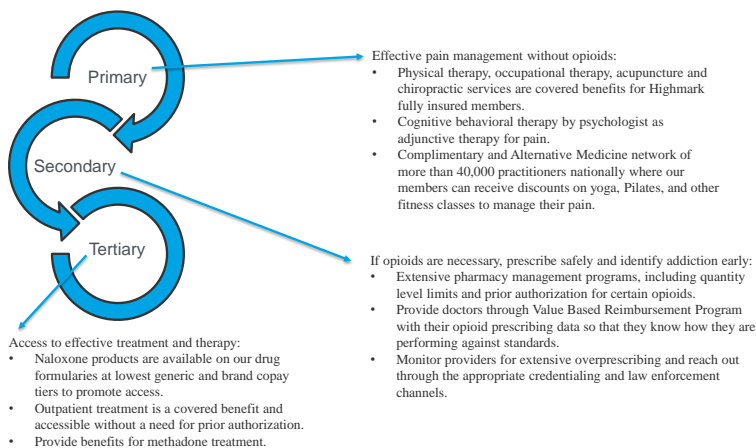 Primary
Effective pain management without opioids:
• Physical therapy, occupational therapy, acupuncture and
chiropractic services are covered benefits for Highmark
fully insured members.
• Cognitive behavioral therapy by psychologist as
adjunctive therapy for pain.
• Complimentary and Alternative Medicine network of
more than 40,000 practitioners nationally where our
members can receive discounts on yoga, Pilates, and other
fitness classes to manage their pain.
Secondary
If opioids are necessary, prescribe safely and identify addiction early:
• Extensive pharmacy management programs, including quantity
level limits and prior authorization for certain opioids.
• Provide doctors through Value Based Reimbursement Program
with their opioid prescribing data so that they know how they are
performing against standards.
• Monitor providers for extensive overprescribing and reach out
through the appropriate credentialing and law enforcement
channels.
Tertiary
Access to effective treatment and therapy:
• Naloxone products are available on our drug
formularies at lowest generic and brand copay
tiers to promote access.
• Outpatient treatment is a covered benefit and
accessible without a need for prior authorization.
• Provide benefits for methadone treatment.